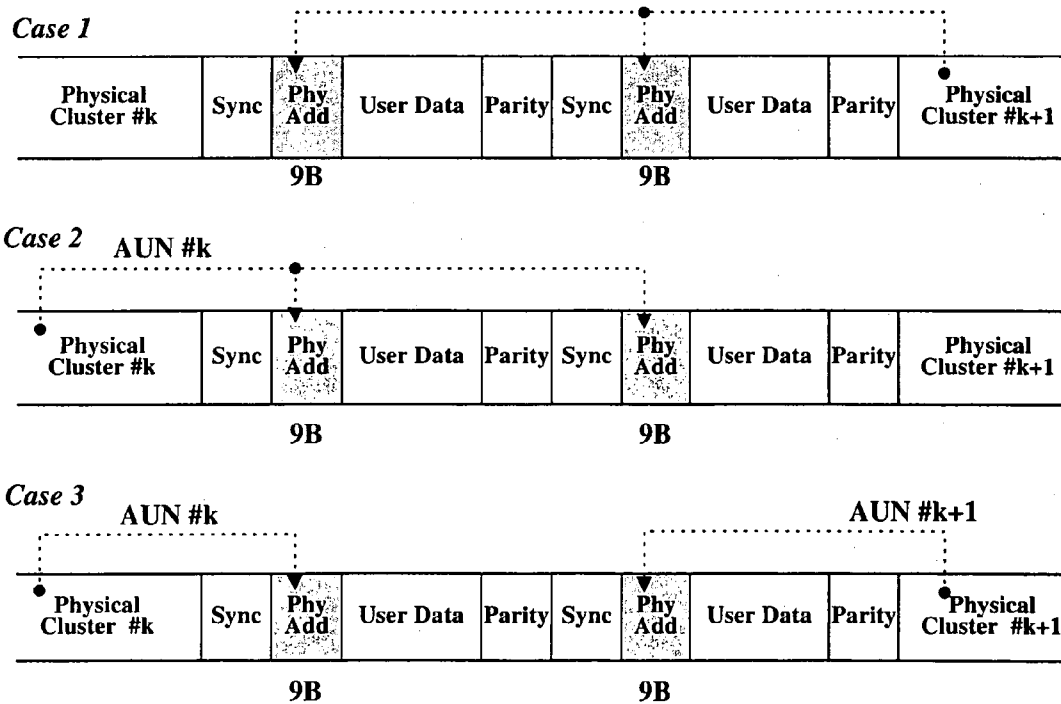 Case 1
Physical
Cluster #k
Sync
Phy
Add
User Data
Parity
Sync
Phy
Add
User Data
Parity
Physical
Cluster #k+1
9B
9B
Case 2
AUN #k
Physical
Cluster #k
Sync
Phy
Add
User Data
Parity
Sync
Phy
Add
User Data
Parity
Physical
Cluster #k+1
9B
9B
Case 3
AUN #k
AUN #k+1
Physical
Cluster #k
Sync
Phy
Add
User Data
Parity
Sync
Phy
Add
User Data
Parity
Physical
Cluster #k+1
9B
9B